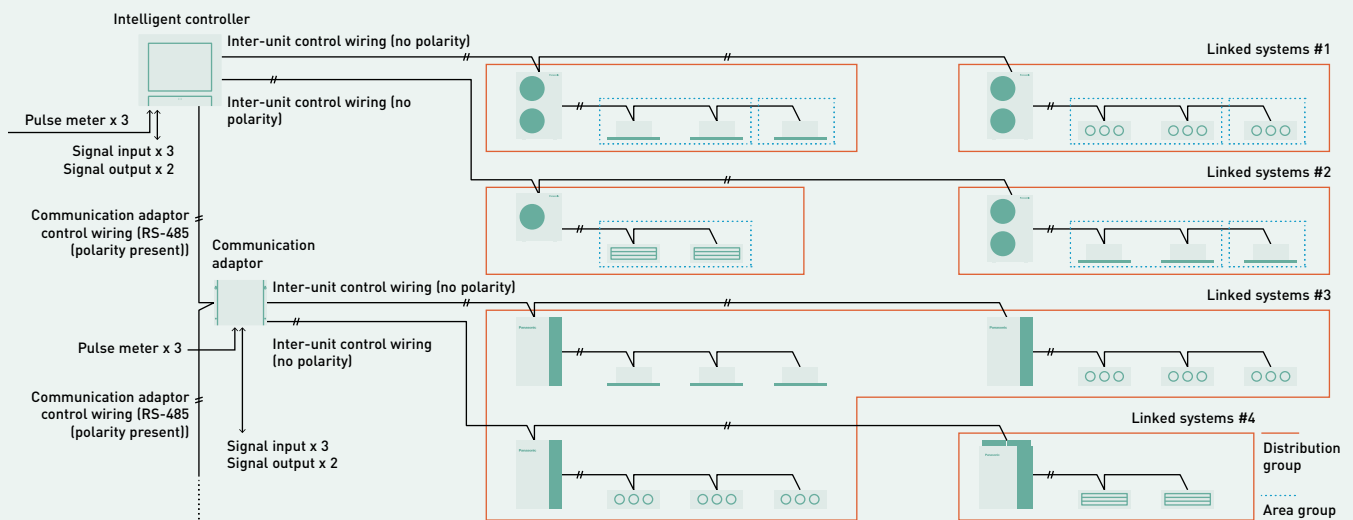 Intelligent controller
Inter-unit control wiring (no polarity)
Linked systems #1
Inter-unit control wiring (no
polarity)
Pulse meter x 3
Signal input x 3
Signal output x 2
Linked systems #2
Communication adaptor
control wiring (RS-485
(polarity present))
Communication
adaptor
Inter-unit control wiring (no polarity)
Linked systems #3
Panasonic
Panasonic
Pulse meter x 3
Inter-unit control wiring
(no polarity)
Communication adaptor
control wiring (RS-485
(polarity present))
Linked systems #4
Signal input x 3
Signal output x 2
Panasonic
Panasonic
Distribution
group
Area group